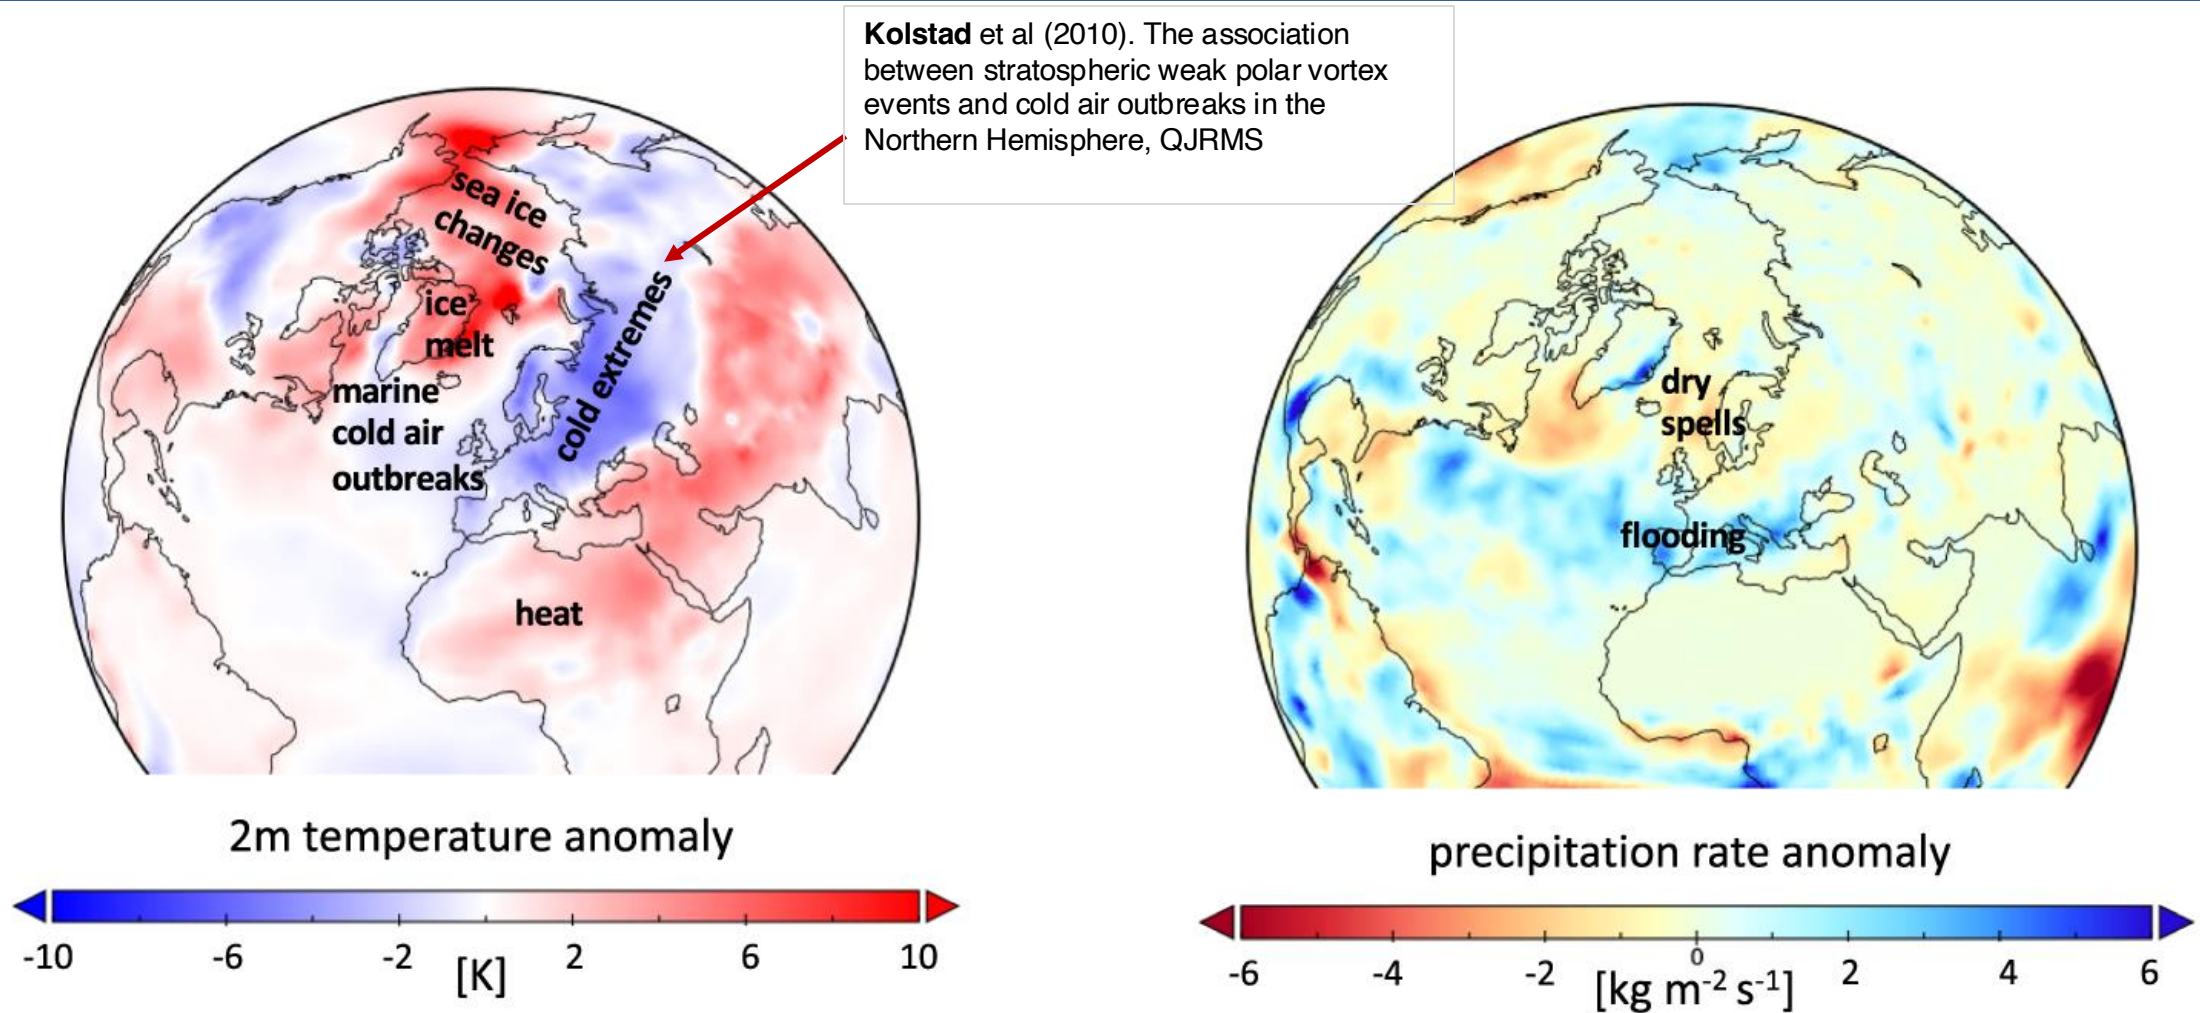 Kolstad et al (2010). The association
between stratospheric weak polar vortex
events and cold air outbreaks in the
Northern Hemisphere, QJRMS
sea ice
changes
ice
melt
marine
cold air
outbreaks
cold extremes
heat
2m temperature anomaly
-10 -6 -2 2 6 10
[K]
dry
spells
flooding
precipitation rate anomaly
-6 -4 -2 0 2 4 6
[kg m⁻² s⁻¹]